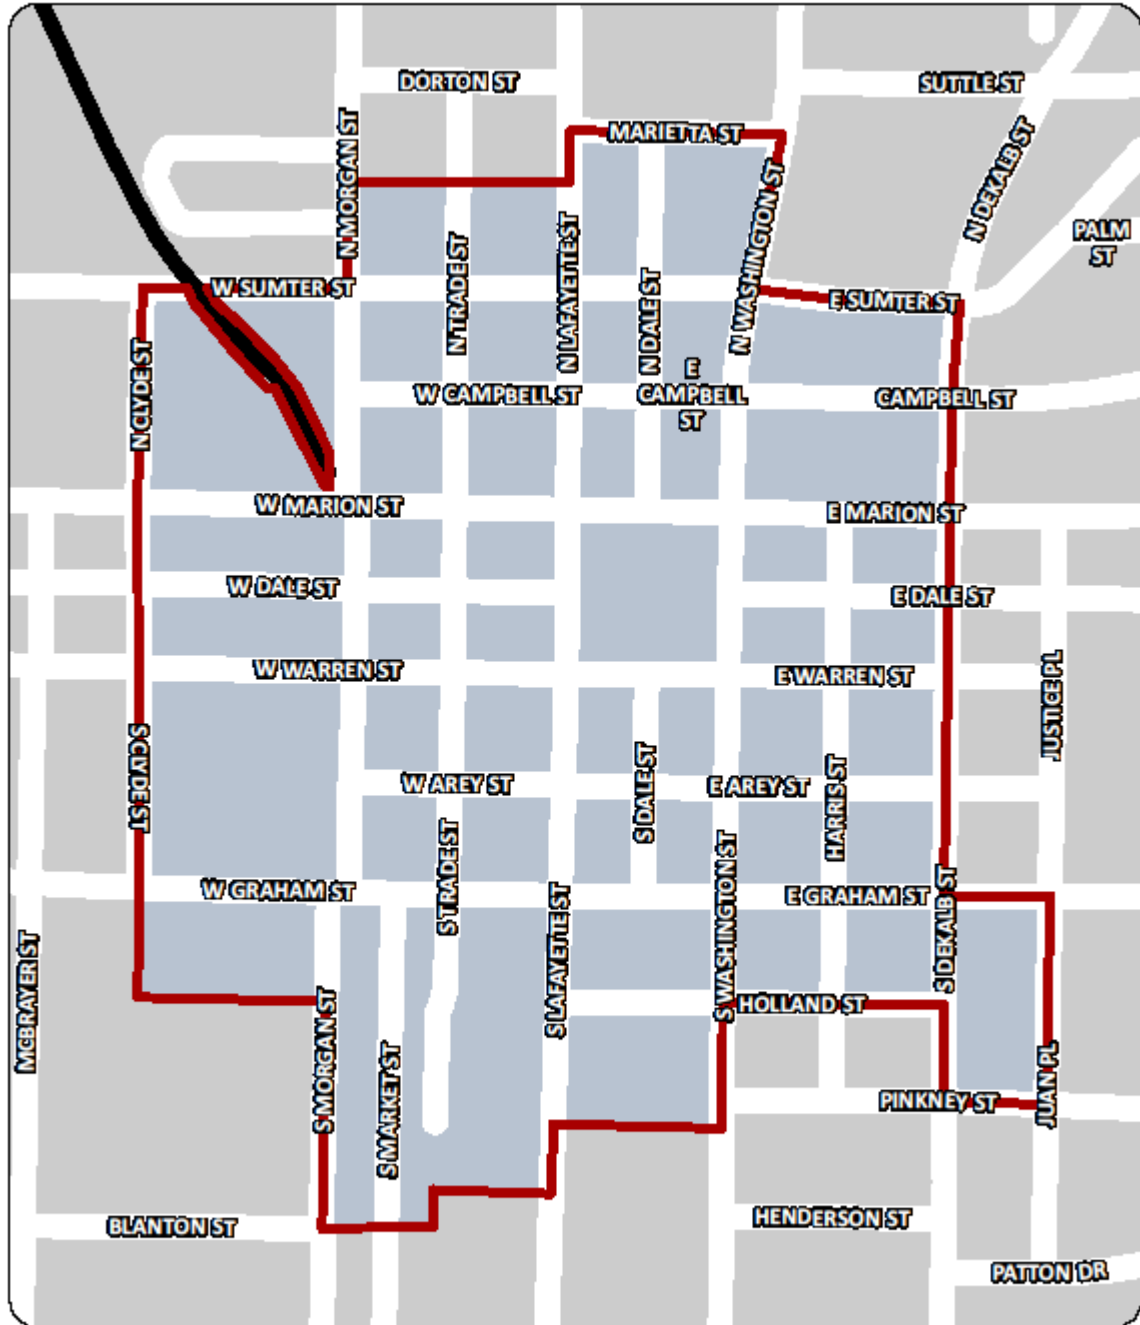 DORTON ST
SUTTLE ST
MARIETTA ST
N MORGAN ST
N DEKALB ST
N WASHINGTON ST
PALM
ST
N TRADE ST
N LAFAYETTE ST
N DALE ST
W SUMTER ST
E SUMTER ST
N CLYDE ST
W CAMPBELL ST
E
CAMPBELL
ST
CAMPBELL ST
W MARION ST
E MARION ST
W DALE ST
E DALE ST
W WARREN ST
E WARREN ST
JUSTICE PL
S CLYDE ST
W AREY ST
S DALE ST
E AREY ST
HARRIS ST
S TRADE ST
W GRAHAM ST
E GRAHAM ST
S LAFAYETTE ST
S WASHINGTON ST
S DEKALB ST
MCBRAYER ST
HOLLAND ST
S MORGAN ST
S MARKET ST
PINKNEY ST
JUAN PL
BLANTON ST
HENDERSON ST
PATTON DR